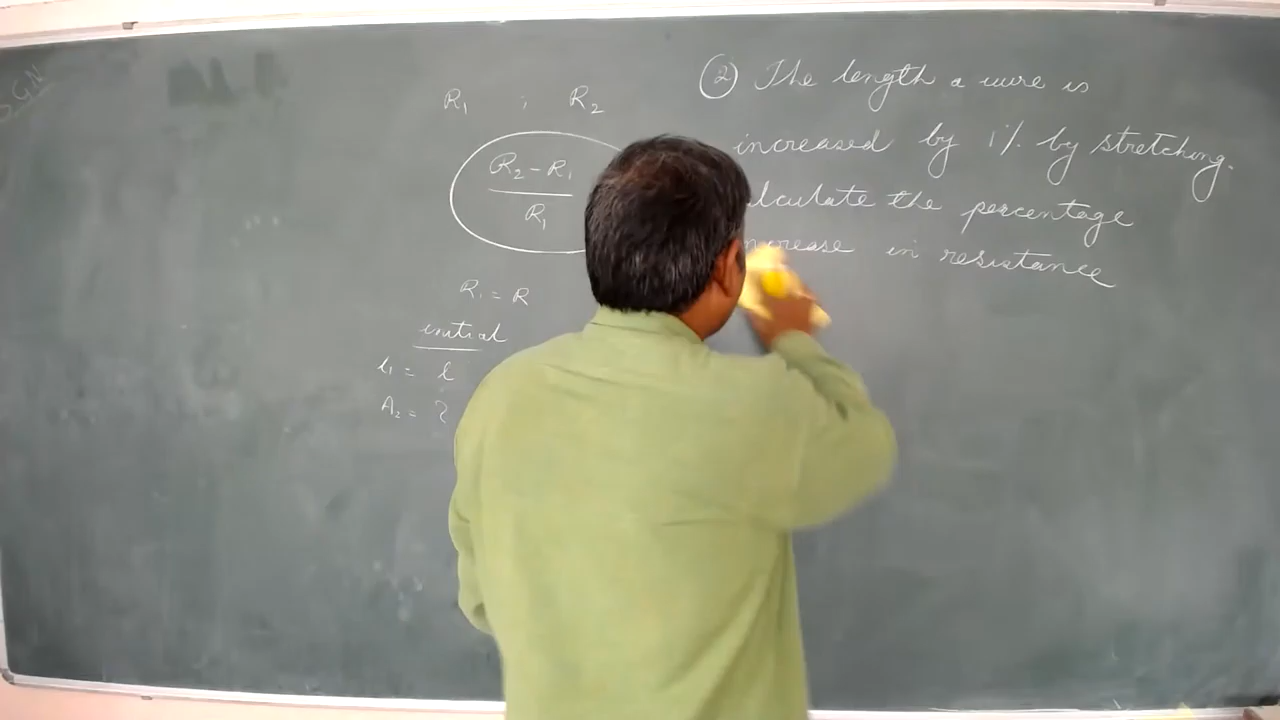 S.G.N
R₁ ; R₂
R₂ - R₁
R₁
R₁ = R
initial
l₁ = l
A₂ = ?
② The length a wire is
increased by 1% by stretching.
lculate the percentage
ncrease in resistance